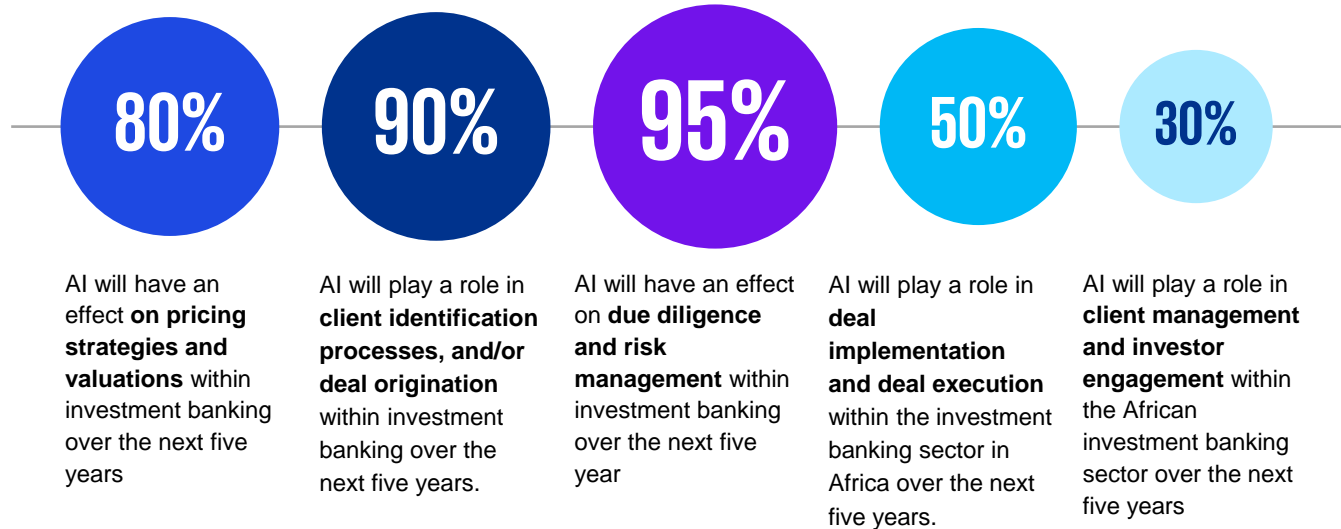 80%
90%
95%
50%
30%
AI will have an
effect on pricing
strategies and
valuations within
investment banking
over the next five
years
AI will play a role in
client identification
processes, and/or
deal origination
within investment
banking over the
next five years.
AI will have an effect
on due diligence
and risk
management within
investment banking
over the next five
year
AI will play a role in
deal
implementation
and deal execution
within the investment
banking sector in
Africa over the next
five years.
AI will play a role in
client management
and investor
engagement within
the African
investment banking
sector over the next
five years